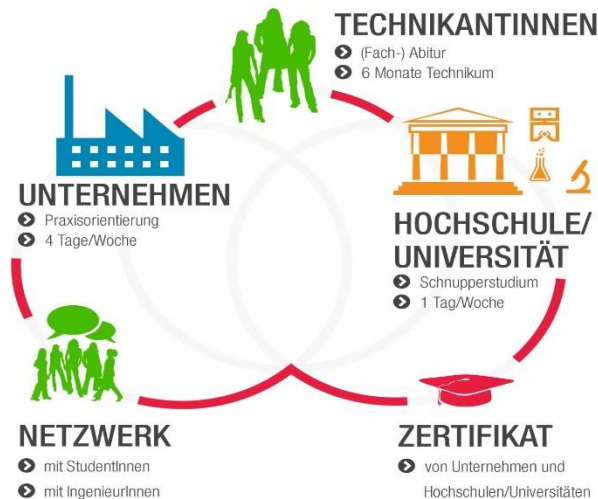 TECHNIKANTINNEN
(Fach-) Abitur
6 Monate Technikum
UNTERNEHMEN
Praxisorientierung
4 Tage/Woche
HOCHSCHULE/
UNIVERSITÄT
Schnupperstudium
1 Tag/Woche
NETZWERK
mit StudentInnen
mit IngenieurInnen
ZERTIFIKAT
von Unternehmen und
Hochschulen/Universitäten